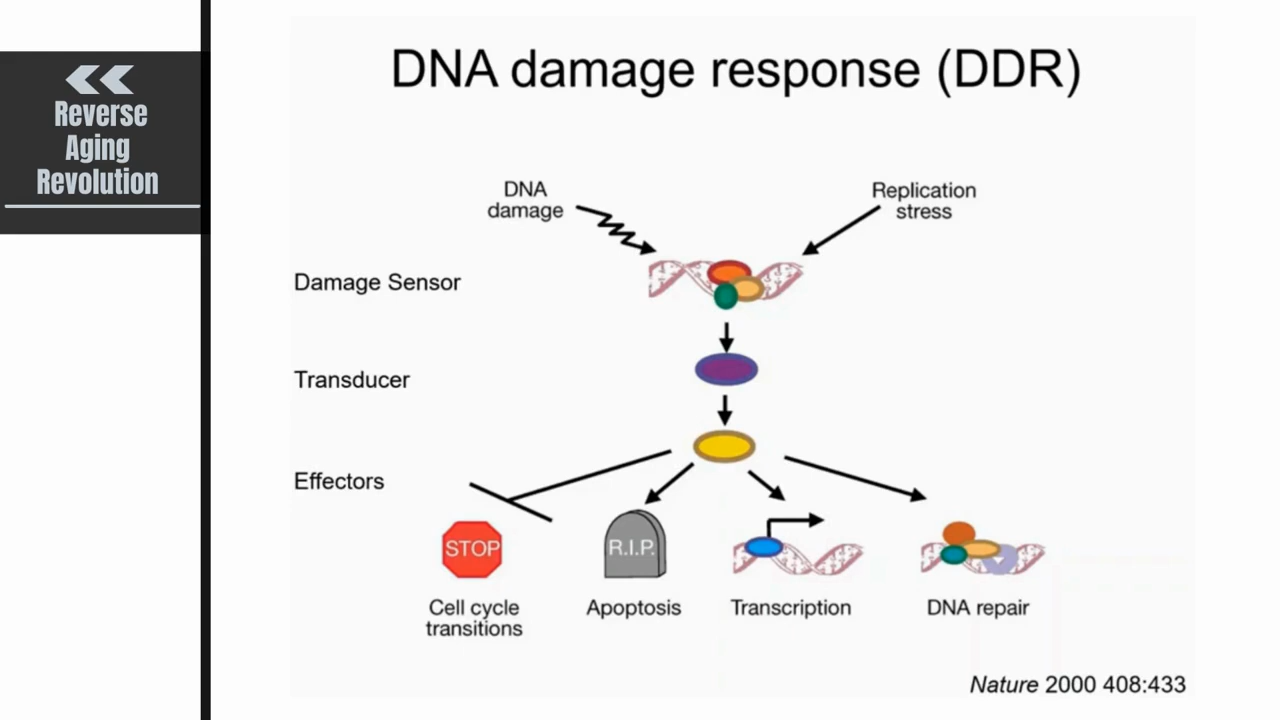 Reverse
Aging
Revolution
DNA damage response (DDR)
DNA
damage
Replication
stress
Damage Sensor
Transducer
Effectors
STOP
R.I.P.
Cell cycle
transitions
Apoptosis
Transcription
DNA repair
Nature 2000 408:433